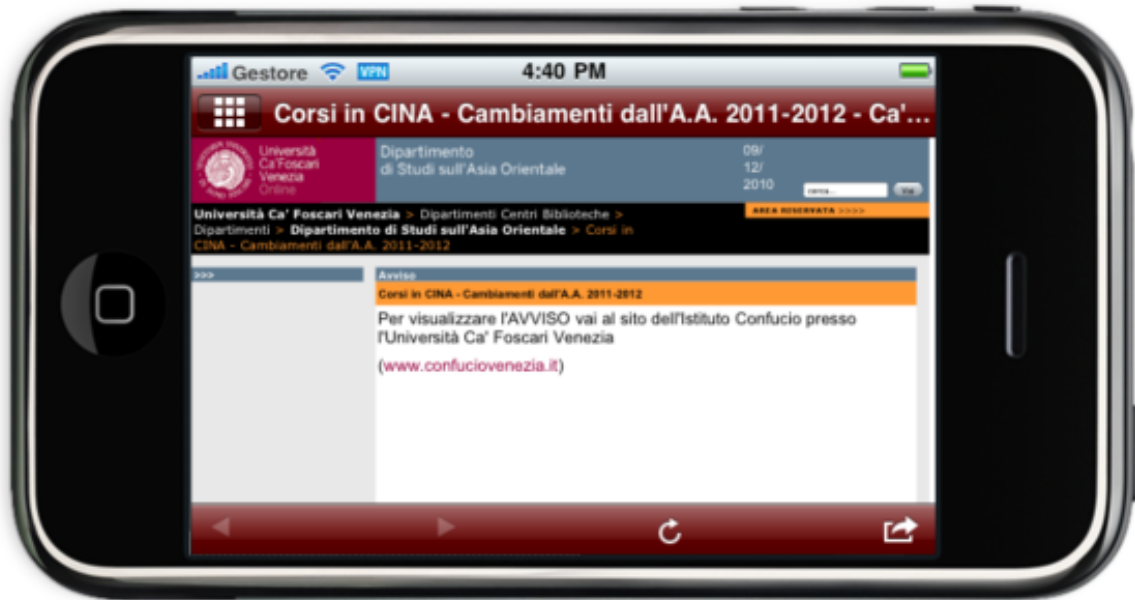 Gestore VPN 4:40 PM
Corsi in CINA - Cambiamenti dall'A.A. 2011-2012 - Ca'...
Università
Ca'Foscari
Venezia
Online
Dipartimento
di Studi sull'Asia Orientale
09/
12/
2010
cerca...
Vai
AREA RISERVATA >>>>
Università Ca' Foscari Venezia > Dipartimenti Centri Biblioteche >
Dipartimenti > Dipartimento di Studi sull'Asia Orientale > Corsi in
CINA - Cambiamenti dall'A.A. 2011-2012
>>>
Avviso
Corsi in CINA - Cambiamenti dall'A.A. 2011-2012
Per visualizzare l'AVVISO vai al sito dell'Istituto Confucio presso
l'Università Ca' Foscari Venezia
(www.confuciovenezia.it)